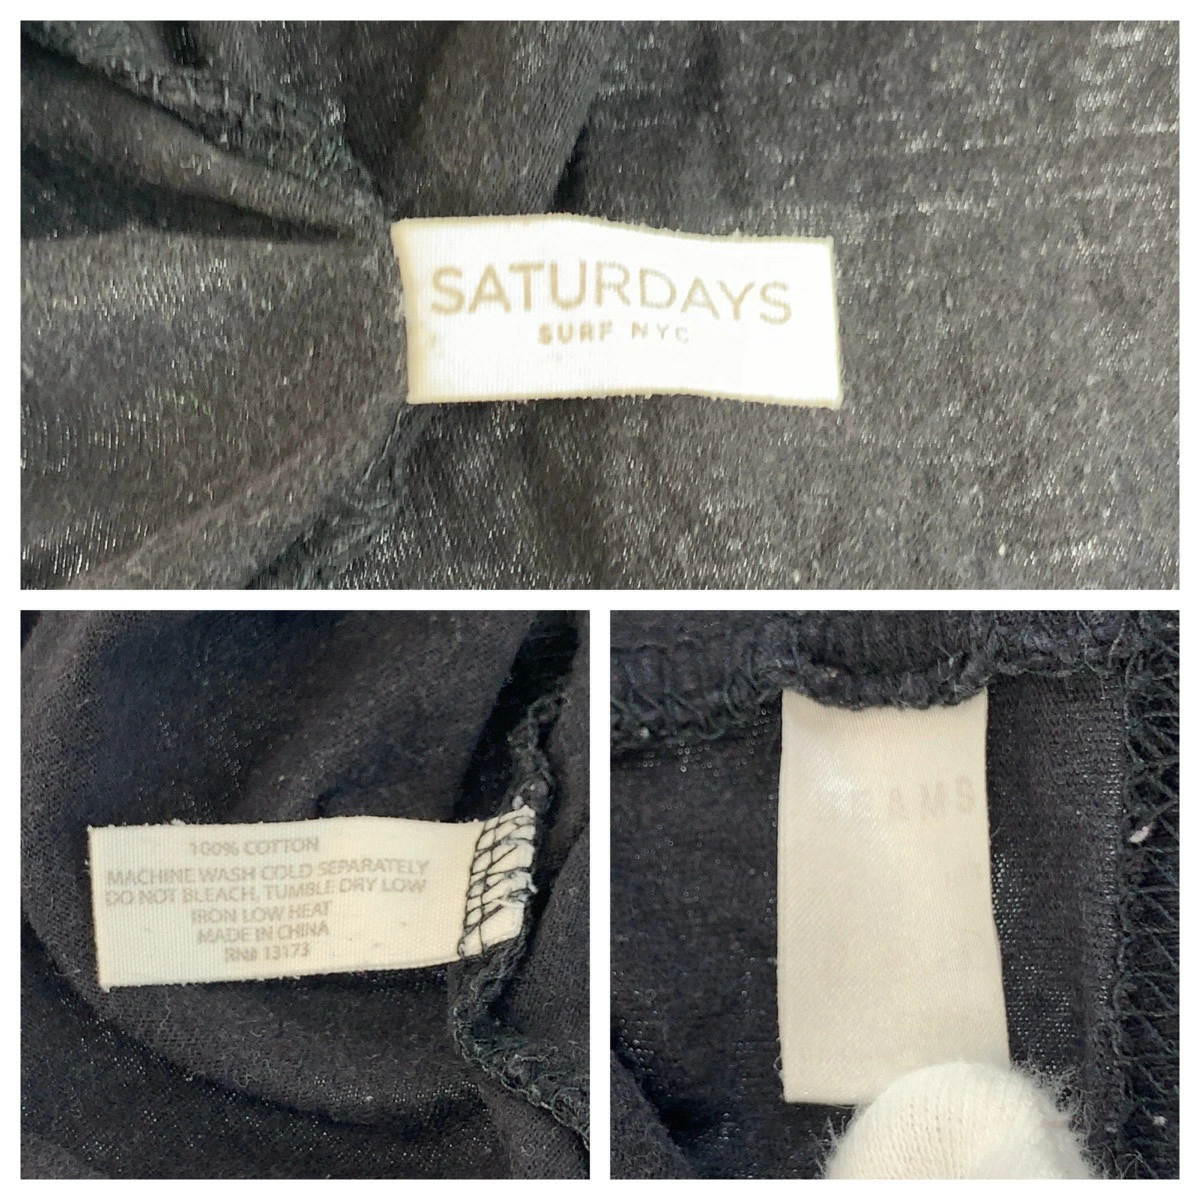 SATURDAYS
SURF NYC
100% COTTON
MACHINE WASH COLD SEPARATELY
DO NOT BLEACH, TUMBLE DRY LOW
IRON LOW HEAT
MADE IN CHINA
RN# 13173
AMS